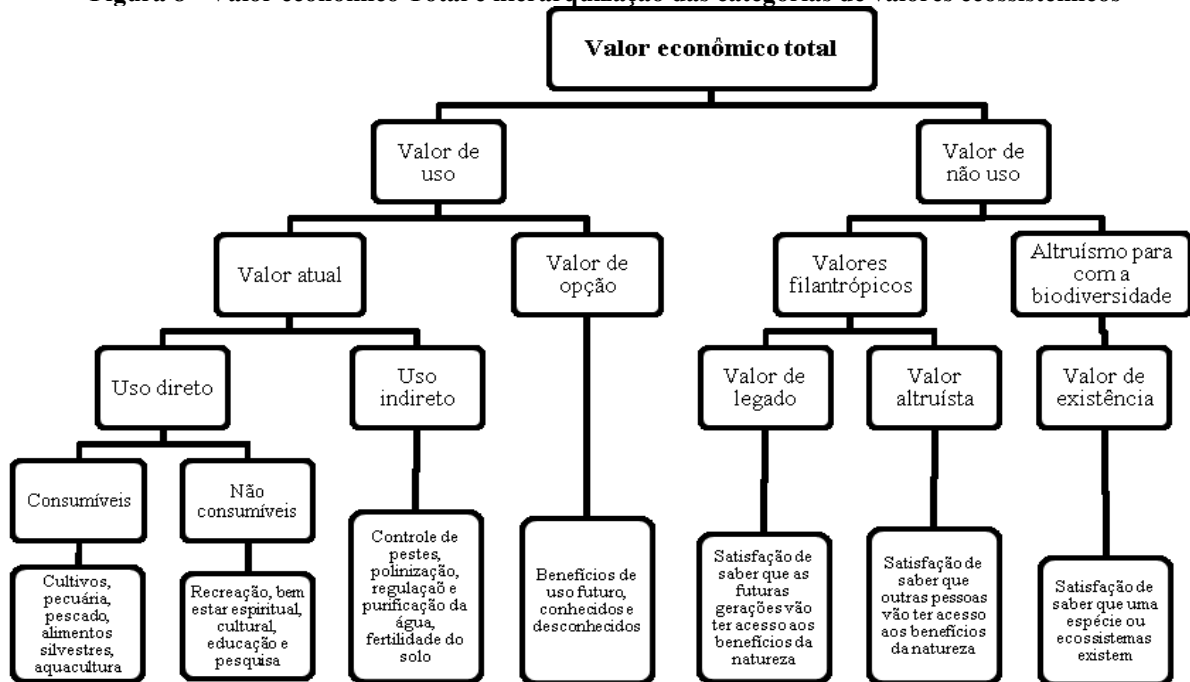 Figura 8 - Valor econômico Total e hierarquização das categorias de valores ecossistêmicos
Valor econômico total
Valor de
uso
Valor de
não uso
Valor atual
Valor de
opção
Valores
filantrópicos
Altruísmo para
com a
biodiversidade
Uso direto
Uso
indireto
Valor de
legado
Valor
altruísta
Valor de
existência
Consumíveis
Não
consumíveis
Cultivos,
pecuária,
pescado,
alimentos
silvestres,
aquacultura
Recreação, bem
estar espiritual,
cultural,
educação e
pesquisa
Controle de
pestes,
polinização,
regulação e
purificação da
água,
fertilidade do
solo
Benefícios de
uso futuro,
conhecidos e
desconhecidos
Satisfação de
saber que as
futuras
gerações vão
ter acesso aos
benefícios da
natureza
Satisfação de
saber que
outras pessoas
vão ter acesso
aos benefícios
da natureza
Satisfação de
saber que uma
espécie ou
ecossistemas
existem